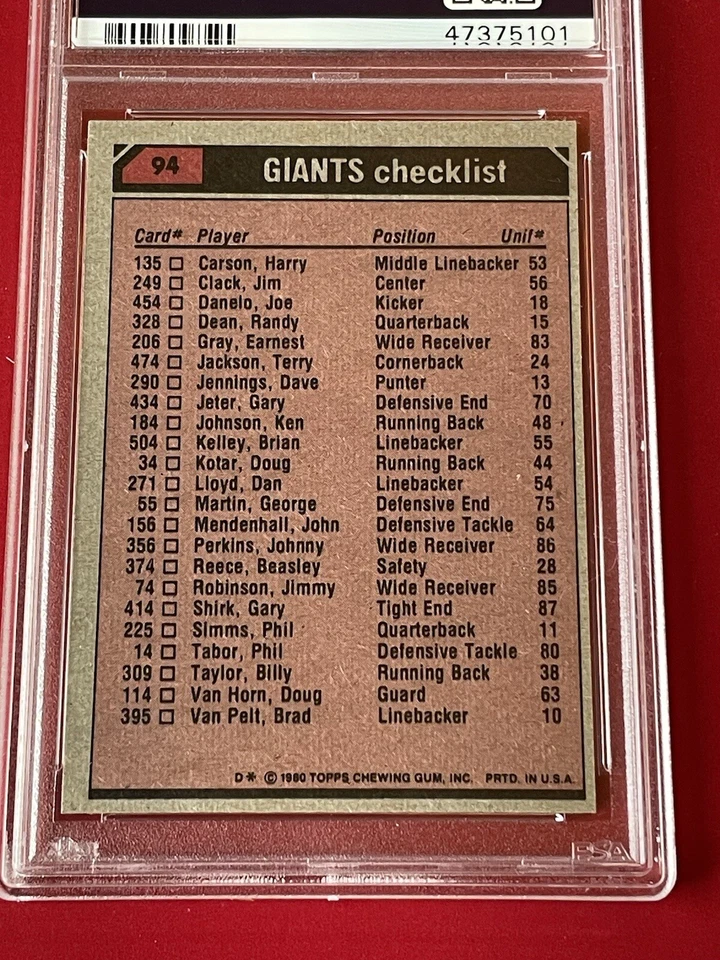 47375101
94 GIANTS checklist
Card# Player Position Unif#
135 □ Carson, Harry Middle Linebacker 53
249 □ Clack, Jim Center 56
454 □ Danelo, Joe Kicker 18
328 □ Dean, Randy Quarterback 15
206 □ Gray, Earnest Wide Receiver 83
474 □ Jackson, Terry Cornerback 24
290 □ Jennings, Dave Punter 13
434 □ Jeter, Gary Defensive End 70
184 □ Johnson, Ken Running Back 48
504 □ Kelley, Brian Linebacker 55
34 □ Kotar, Doug Running Back 44
271 □ Lloyd, Dan Linebacker 54
55 □ Martin, George Defensive End 75
156 □ Mendenhall, John Defensive Tackle 64
356 □ Perkins, Johnny Wide Receiver 86
374 □ Reece, Beasley Safety 28
74 □ Robinson, Jimmy Wide Receiver 85
414 □ Shirk, Gary Tight End 87
225 □ Simms, Phil Quarterback 11
14 □ Tabor, Phil Defensive Tackle 80
309 □ Taylor, Billy Running Back 38
114 □ Van Horn, Doug Guard 63
395 □ Van Pelt, Brad Linebacker 10
D* © 1980 TOPPS CHEWING GUM, INC. PRTD. IN U.S.A.
PSA